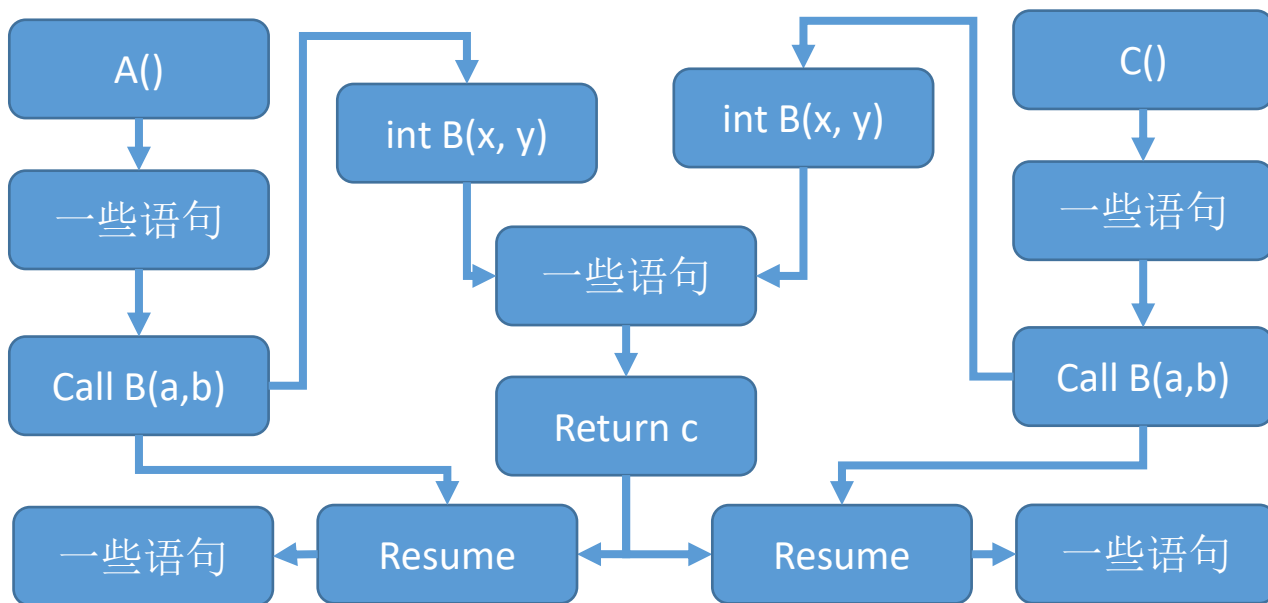 A()
C()
int B(x, y)
int B(x, y)
一些语句
一些语句
一些语句
Call B(a,b)
Call B(a,b)
Return c
一些语句
Resume
Resume
一些语句